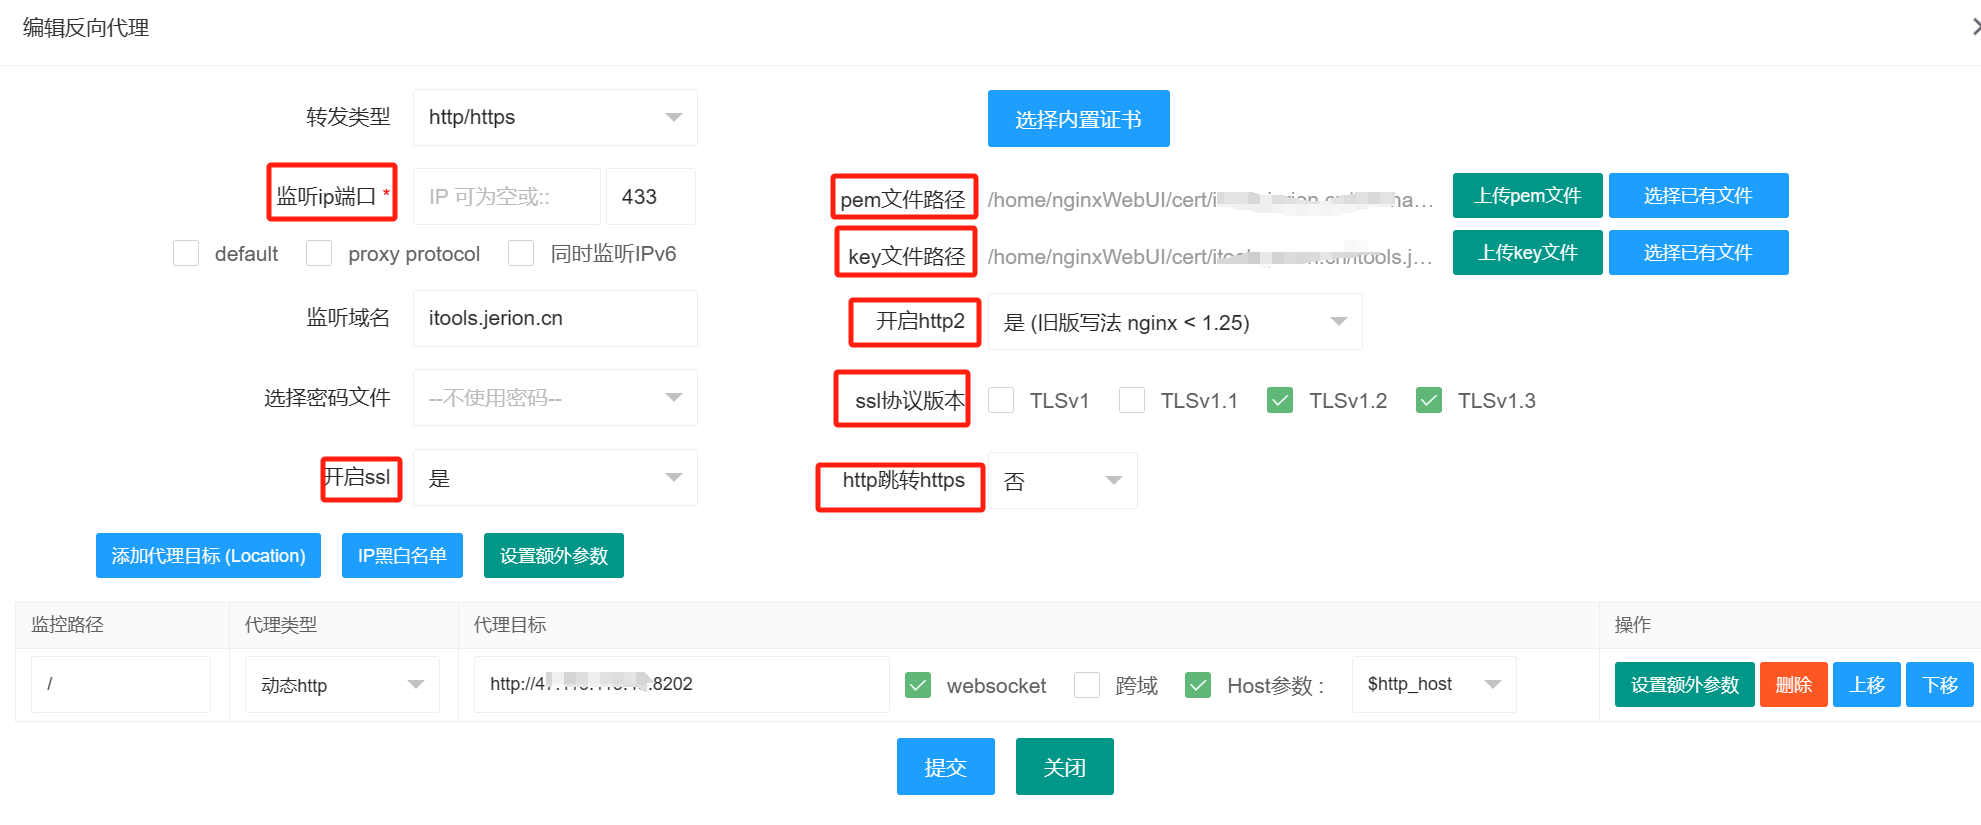 编辑反向代理
转发类型 http/https 选择内置证书
监听ip端口 * IP 可为空或:: 433 pem文件路径 /home/nginxWebUI/cert/i 上传pem文件 选择已有文件
default proxy protocol 同时监听IPv6 key文件路径 /home/nginxWebUI/cert/ 上传key文件 选择已有文件
监听域名 itools.jerion.cn 开启http2 是 (旧版写法 nginx < 1.25)
选择密码文件 --不使用密码-- ssl协议版本 TLSv1 TLSv1.1 TLSv1.2 TLSv1.3
开启ssl 是 http跳转https 否
添加代理目标 (Location) IP黑白名单 设置额外参数
监控路径 代理类型 代理目标 操作
/ 动态http http://4 8202 websocket 跨域 Host参数 : $http_host 设置额外参数 删除 上移 下移
提交 关闭